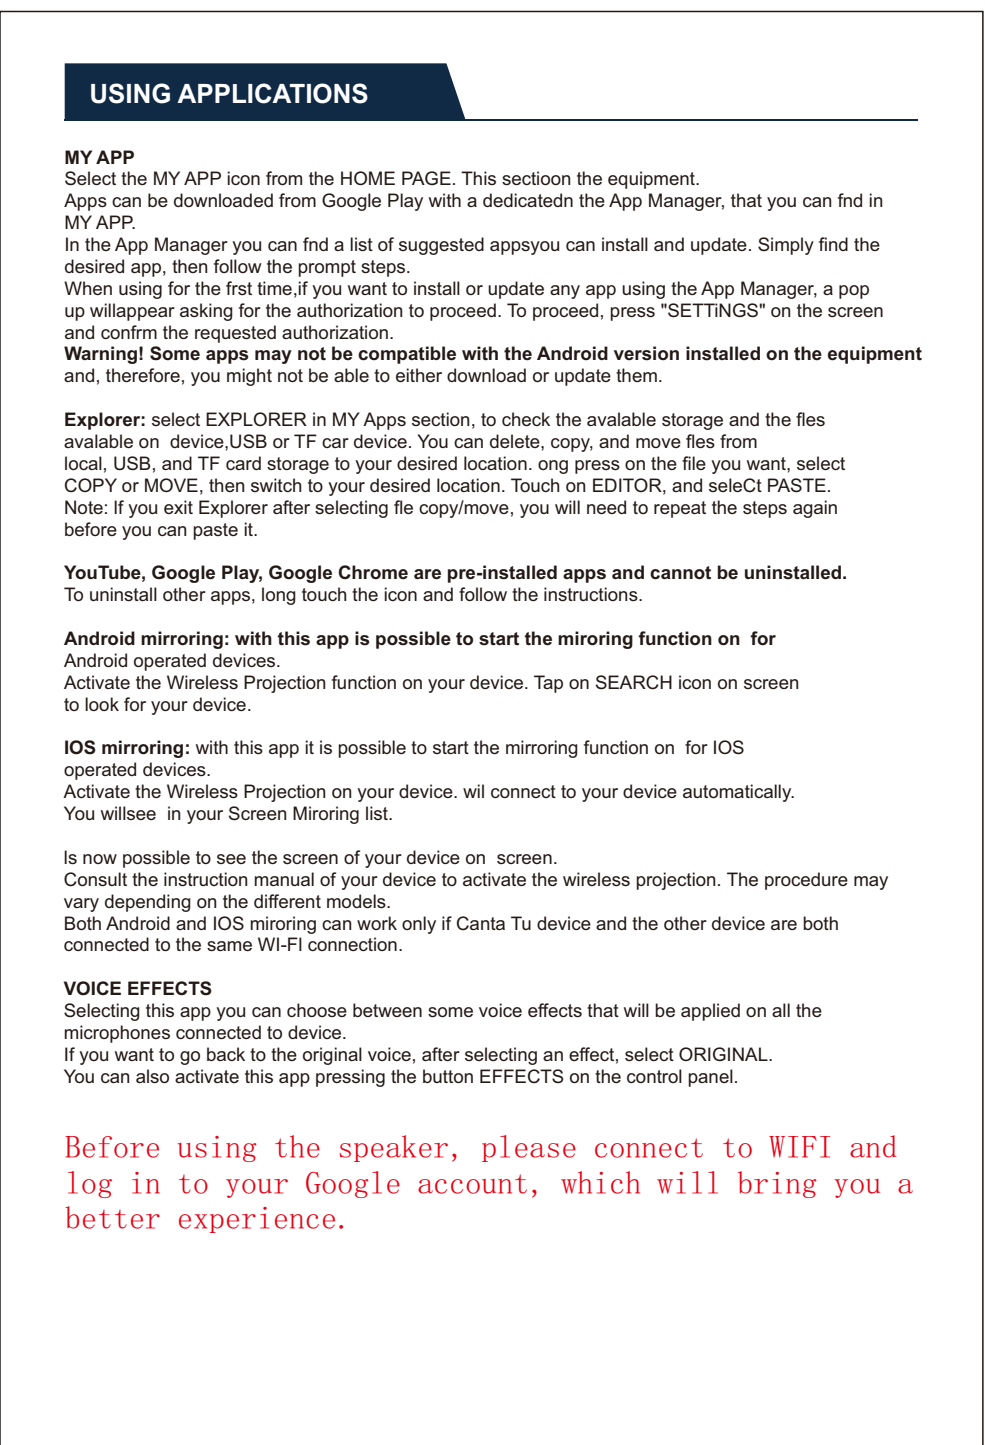 USING APPLICATIONS
MY APP
Select the MY APP icon from the HOME PAGE. This sectioon the equipment.
Apps can be downloaded from Google Play with a dedicatedn the App Manager, that you can fnd in
MY APP.
In the App Manager you can fnd a list of suggested appsyou can install and update. Simply find the
desired app, then follow the prompt steps.
When using for the frst time,if you want to install or update any app using the App Manager, a pop
up willappear asking for the authorization to proceed. To proceed, press "SETTiNGS" on the screen
and confrm the requested authorization.
Warning! Some apps may not be compatible with the Android version installed on the equipment
and, therefore, you might not be able to either download or update them.
Explorer: select EXPLORER in MY Apps section, to check the avalable storage and the fles
avalable on  device,USB or TF car device. You can delete, copy, and move fles from
local, USB, and TF card storage to your desired location. ong press on the file you want, select
COPY or MOVE, then switch to your desired location. Touch on EDITOR, and seleCt PASTE.
Note: If you exit Explorer after selecting fle copy/move, you will need to repeat the steps again
before you can paste it.
YouTube, Google Play, Google Chrome are pre-installed apps and cannot be uninstalled.
To uninstall other apps, long touch the icon and follow the instructions.
Android mirroring: with this app is possible to start the miroring function on  for
Android operated devices.
Activate the Wireless Projection function on your device. Tap on SEARCH icon on screen
to look for your device.
IOS mirroring: with this app it is possible to start the mirroring function on  for IOS
operated devices.
Activate the Wireless Projection on your device. wil connect to your device automatically.
You willsee  in your Screen Miroring list.
Is now possible to see the screen of your device on  screen.
Consult the instruction manual of your device to activate the wireless projection. The procedure may
vary depending on the different models.
Both Android and IOS miroring can work only if Canta Tu device and the other device are both
connected to the same WI-FI connection.
VOICE EFFECTS
Selecting this app you can choose between some voice effects that will be applied on all the
microphones connected to device.
If you want to go back to the original voice, after selecting an effect, select ORIGINAL.
You can also activate this app pressing the button EFFECTS on the control panel.
Before using the speaker, please connect to WIFI and
log in to your Google account, which will bring you a
better experience.